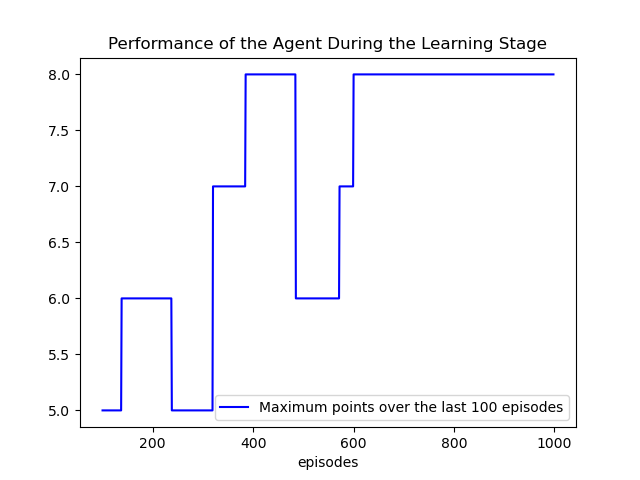 Performance of the Agent During the Learning Stage
8.0
7.5
7.0
6.5
6.0
5.5
5.0
Maximum points over the last 100 episodes
200 400 600 800 1000
episodes